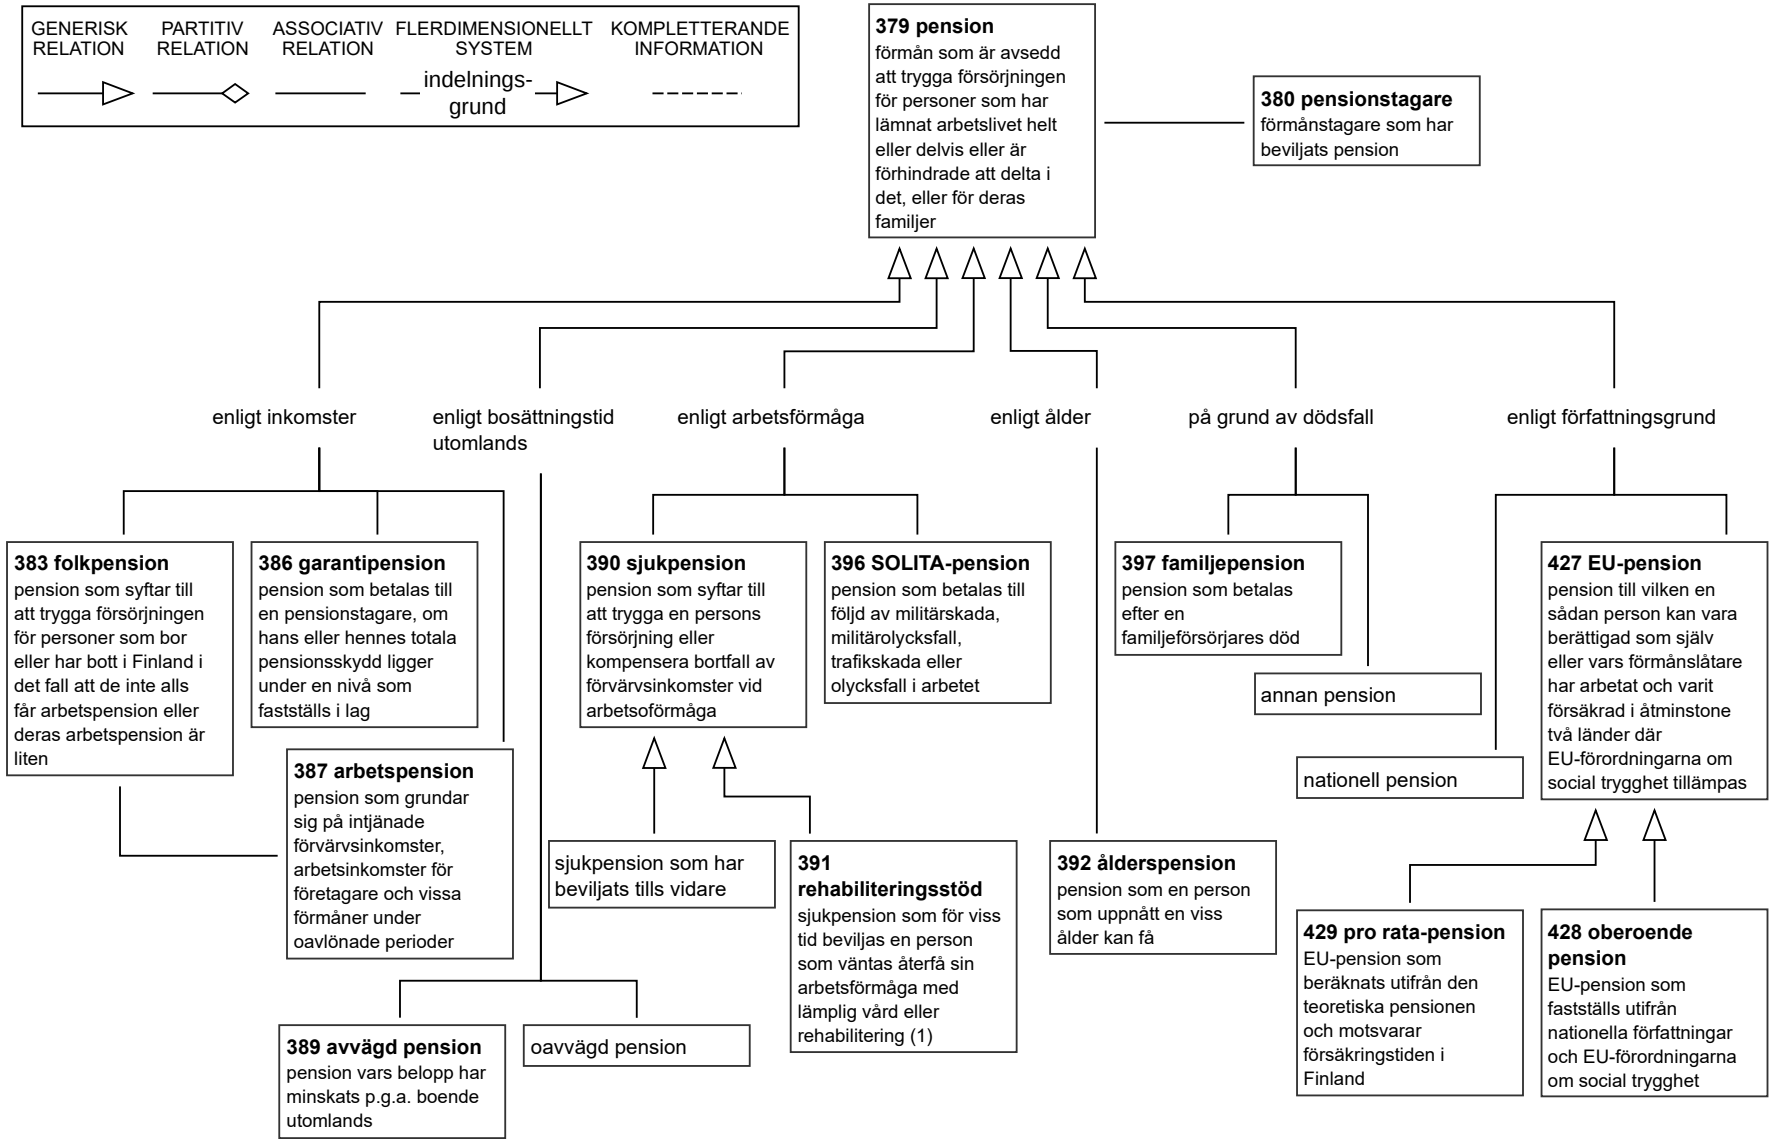 GENERISK
RELATION
PARTITIV
RELATION
ASSOCIATIV
RELATION
FLERDIMENSIONELLT
SYSTEM
KOMPLETTERANDE
INFORMATION
indelnings-
grund
379 pension
förmån som är avsedd
att trygga försörjningen
för personer som har
lämnat arbetslivet helt
eller delvis eller är
förhindrade att delta i
det, eller för deras
familjer
380 pensionstagare
förmånstagare som har
beviljats pension
enligt inkomster
enligt bosättningstid
utomlands
enligt arbetsförmåga
enligt ålder
på grund av dödsfall
enligt författningsgrund
383 folkpension
pension som syftar till
att trygga försörjningen
för personer som bor
eller har bott i Finland i
det fall att de inte alls
får arbetspension eller
deras arbetspension är
liten
386 garantipension
pension som betalas till
en pensionstagare, om
hans eller hennes totala
pensionsskydd ligger
under en nivå som
fastställs i lag
387 arbetspension
pension som grundar
sig på intjänade
förvärvsinkomster,
arbetsinkomster för
företagare och vissa
förmåner under
oavlönade perioder
389 avvägd pension
pension vars belopp har
minskats p.g.a. boende
utomlands
oavvägd pension
390 sjukpension
pension som syftar till
att trygga en persons
försörjning eller
kompensera bortfall av
förvärvsinkomster vid
arbetsoförmåga
396 SOLITA-pension
pension som betalas till
följd av militärskada,
militärolycksfall,
trafikskada eller
olycksfall i arbetet
sjukpension som har
beviljats tills vidare
391
rehabiliteringsstöd
sjukpension som för viss
tid beviljas en person
som väntas återfå sin
arbetsförmåga med
lämplig vård eller
rehabilitering (1)
392 ålderspension
pension som en person
som uppnått en viss
ålder kan få
397 familjepension
pension som betalas
efter en
familjeförsörjares död
annan pension
nationell pension
427 EU-pension
pension till vilken en
sådan person kan vara
berättigad som själv
eller vars förmånslåtare
har arbetat och varit
försäkrad i åtminstone
två länder där
EU-förordningarna om
social trygghet tillämpas
429 pro rata-pension
EU-pension som
beräknats utifrån den
teoretiska pensionen
och motsvarar
försäkringstiden i
Finland
428 oberoende
pension
EU-pension som
fastställs utifrån
nationella författningar
och EU-förordningarna
om social trygghet